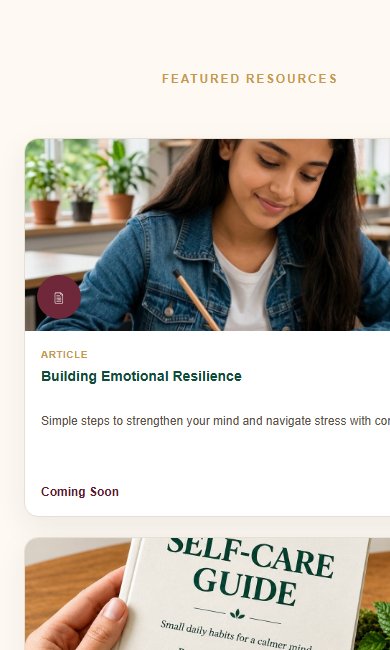 FEATURED RESOURCES
ARTICLE
Building Emotional Resilience
Simple steps to strengthen your mind and navigate stress with
Coming Soon
SELF-CARE
GUIDE
Small daily habits for a calmer mind